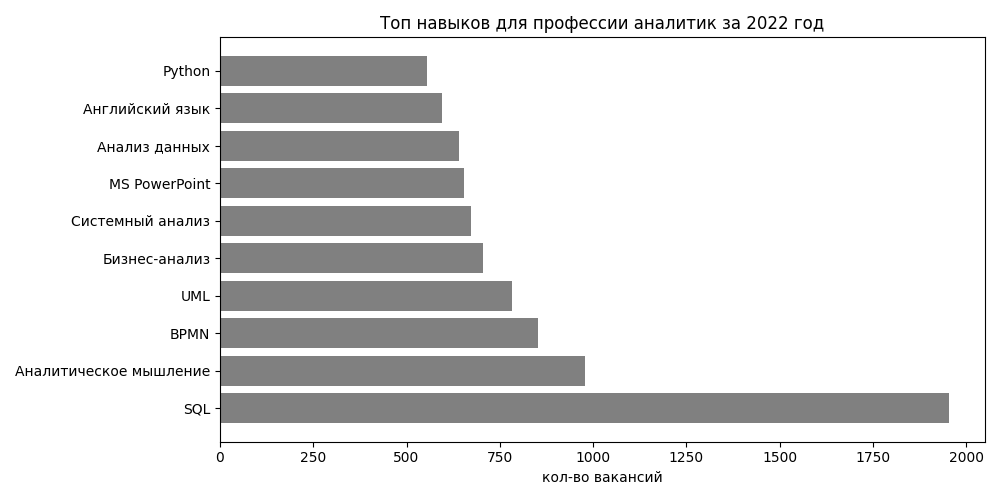 Топ навыков для профессии аналитик за 2022 год
Python
Английский язык
Анализ данных
MS PowerPoint
Системный анализ
Бизнес-анализ
UML
BPMN
Аналитическое мышление
SQL
0 250 500 750 1000 1250 1500 1750 2000
кол-во вакансий